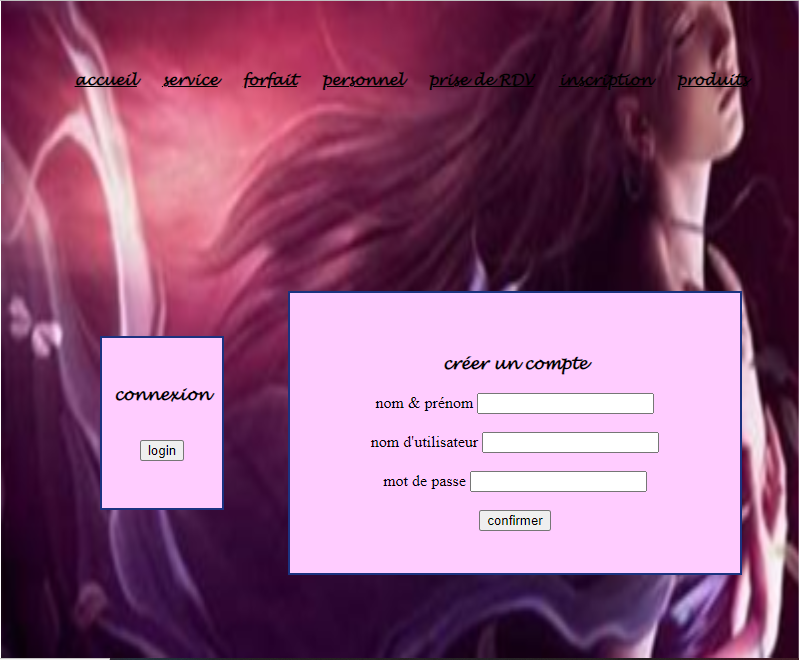 accueil service forfait personnel prise de RDV inscription produits
créer un compte
connexion
nom & prénom
nom d'utilisateur
login
mot de passe
confirmer